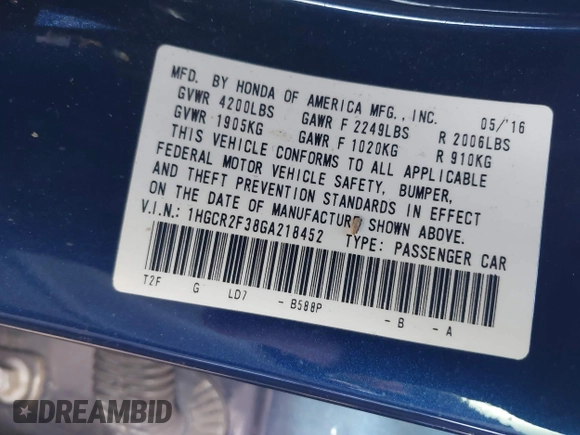 MFD. BY HONDA OF AMERICA MFG., INC. 05/'16
GVWR 4200LBS GAWR F 2249LBS R 2006LBS
GVWR 1905KG GAWR F 1020KG R 910KG
THIS VEHICLE CONFORMS TO ALL APPLICABLE
FEDERAL MOTOR VEHICLE SAFETY, BUMPER,
AND THEFT PREVENTION STANDARDS IN EFFECT
ON THE DATE OF MANUFACTURE SHOWN ABOVE.
V.I.N.: 1HGCR2F38GA218452 TYPE: PASSENGER CAR
T2F G LD7 - B588P - B - A
DREAMBID